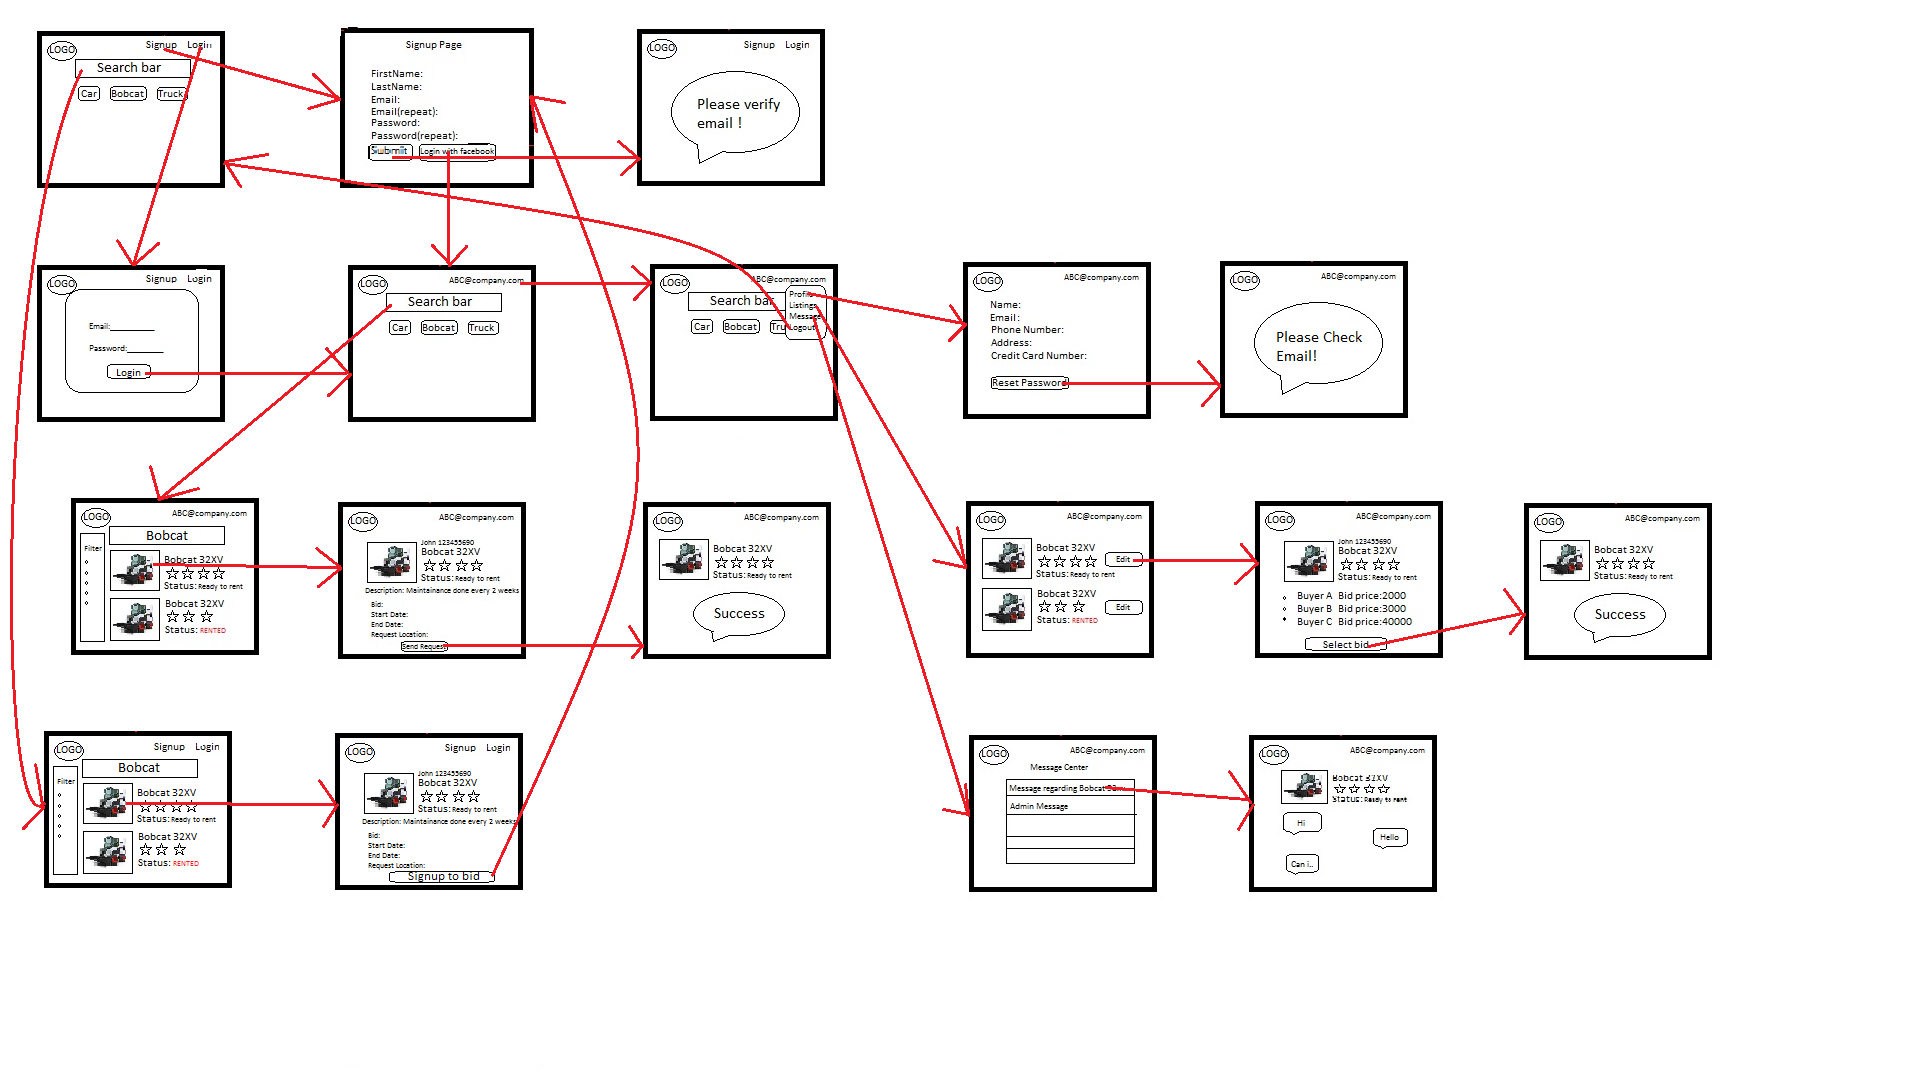 LOGO
Signup Login
Search bar
Car Bobcat Truck
Signup Page
FirstName:
LastName:
Email:
Email(repeat):
Password:
Password(repeat):
Submit Login with facebook
LOGO
Signup Login
Please verify
email !
LOGO
Signup Login
Email:
Password:
Login
LOGO
ABC@company.com
Search bar
Car Bobcat Truck
LOGO
ABC@company.com
Search bar
Car Bobcat Tru
Profile
Listings
Message
Logout
LOGO
ABC@company.com
Name:
Email:
Phone Number:
Address:
Credit Card Number:
Reset Password
LOGO
ABC@company.com
Please Check
Email!
LOGO
ABC@company.com
Bobcat
Filter
Bobcat 32XV
Status: Ready to rent
Bobcat 32XV
Status: RENTED
LOGO
ABC@company.com
John 123455690
Bobcat 32XV
Status: Ready to rent
Description: Maintainance done every 2 weeks
Bid:
Start Date:
End Date:
Request Location:
Send Request
LOGO
ABC@company.com
Bobcat 32XV
Status: Ready to rent
Success
LOGO
ABC@company.com
Bobcat 32XV
Edit
Status: Ready to rent
Bobcat 32XV
Edit
Status: RENTED
LOGO
ABC@company.com
John 123455690
Bobcat 32XV
Status: Ready to rent
Buyer A Bid price:2000
Buyer B Bid price:3000
Buyer C Bid price:40000
Select bid
LOGO
ABC@company.com
Bobcat 32XV
Status: Ready to rent
Success
LOGO
Signup Login
Bobcat
Filter
Bobcat 32XV
Status: Ready to rent
Bobcat 32XV
Status: RENTED
LOGO
Signup Login
John 123455690
Bobcat 32XV
Status: Ready to rent
Description: Maintainance done every 2 weeks
Bid:
Start Date:
End Date:
Request Location:
Signup to bid
LOGO
ABC@company.com
Message Center
Message regarding Bobcat
Admin Message
LOGO
ABC@company.com
Bobcat 32XV
Status: Ready to rent
Hi
Hello
Can i..